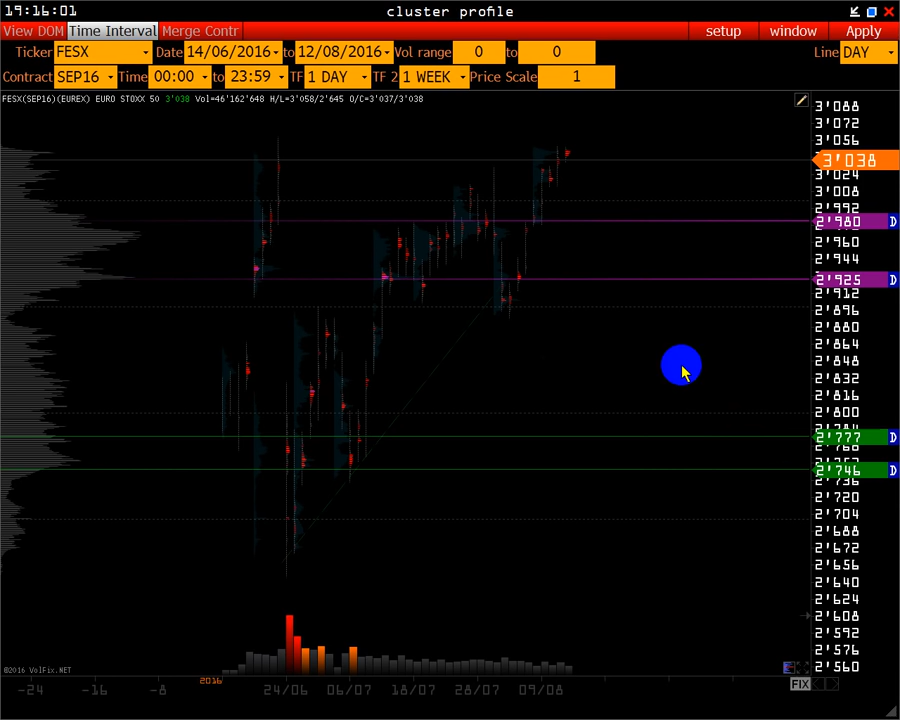 19:16:01 cluster profile
View DOM Time Interval Merge Contr setup window Apply
Ticker FESX Date 14/06/2016 to 12/08/2016 Vol range 0 to 0 Line DAY
Contract SEP16 Time 00:00 to 23:59 TF 1 DAY TF 2 1 WEEK Price Scale 1
FESX(SEP16)(EUREX) EURO STOXX 50 3'038 Vol=46'162'648 H/L=3'058/2'645 O/C=3'037/3'038
3'088
3'072
3'056
3'038
3'024
3'008
2'992
2'980 D
2'960
2'944
2'925 D
2'912
2'896
2'880
2'864
2'848
2'832
2'816
2'800
2'777 D
2'768
2'746 D
2'736
2'720
2'704
2'688
2'672
2'656
2'640
2'624
2'608
2'592
2'576
2'560
©2016 VolFix.NET
2016
-24 -16 -8 24/06 06/07 18/07 28/07 09/08 FIX